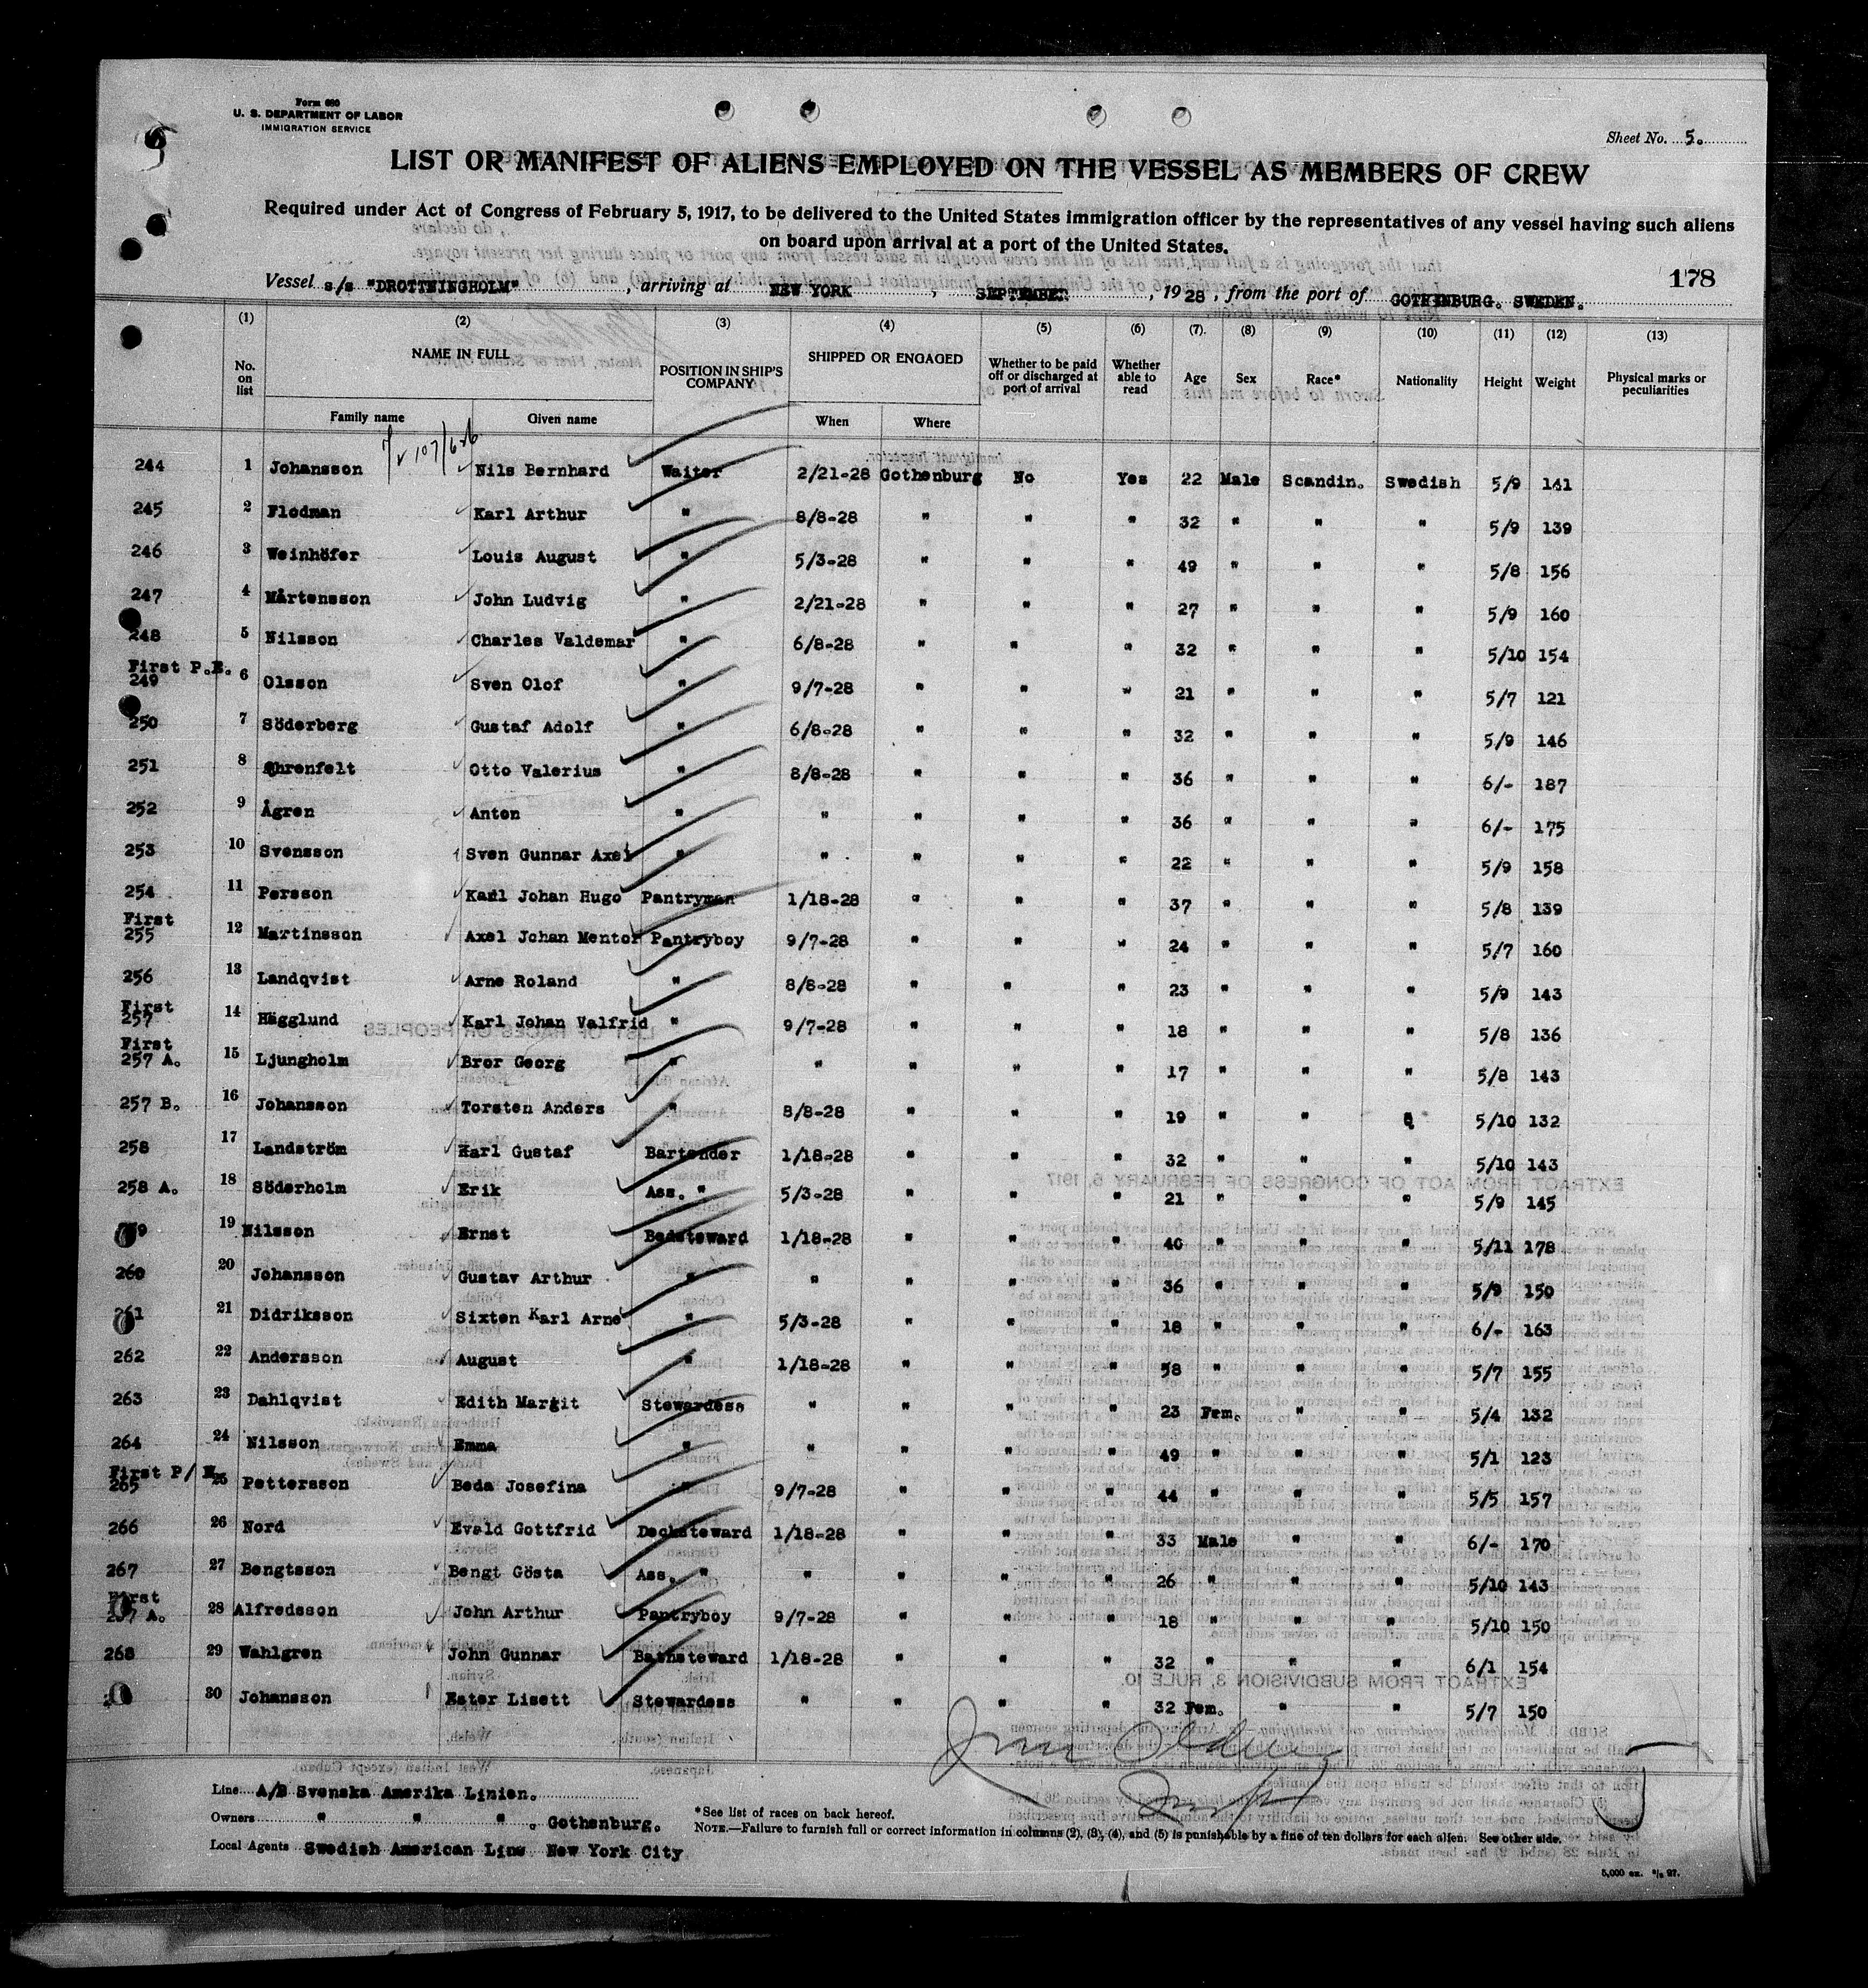 Form 680
U. S. DEPARTMENT OF LABOR
IMMIGRATION SERVICE
Sheet No. 5.
LIST OR MANIFEST OF ALIENS EMPLOYED ON THE VESSEL AS MEMBERS OF CREW
Required under Act of Congress of February 5, 1917, to be delivered to the United States immigration officer by the representatives of any vessel having such aliens
on board upon arrival at a port of the United States.
178
Vessel s/s "DROTTNINGHOLM", arriving at NEW YORK, SEPTEMBER, 1928, from the port of GOTHENBURG. SWEDEN.
(1) (2) (3) (4) (5) (6) (7) (8) (9) (10) (11) (12) (13)
No. on list NAME IN FULL POSITION IN SHIP'S COMPANY SHIPPED OR ENGAGED Whether to be paid off or discharged at port of arrival Whether able to read Age Sex Race* Nationality Height Weight Physical marks or peculiarities
Family name Given name When Where
244 1 Johansson Nils Bernhard Waiter 2/21-28 Gothenburg No Yes 22 Male Scandin. Swedish 5/9 141
245 2 Flodman Karl Arthur " 8/8-28 " " " 32 " " " 5/9 139
246 3 Weinhöfer Louis August " 5/3-28 " " " 49 " " " 5/8 156
247 4 Mårtensson John Ludvig " 2/21-28 " " " 27 " " " 5/9 160
248 5 Nilsson Charles Valdemar " 6/8-28 " " " 32 " " " 5/10 154
First P.E.
249 6 Olsson Sven Olof " 9/7-28 " " " 21 " " " 5/7 121
250 7 Söderberg Gustaf Adolf " 6/8-28 " " " 32 " " " 5/9 146
251 8 Ehrenfelt Otto Valerius " 8/8-28 " " " 36 " " " 6/- 187
252 9 Ågren Anton " " " " " 36 " " " 6/- 175
253 10 Svensson Sven Gunnar Axel " " " " " 22 " " " 5/9 158
254 11 Persson Karl Johan Hugo Pantryman 1/18-28 " " " 37 " " " 5/8 139
First
255 12 Martinsson Axel Johan Mentor Pantryboy 9/7-28 " " " 24 " " " 5/7 160
256 13 Landqvist Arne Roland " 8/8-28 " " " 23 " " " 5/9 143
First
257 14 Hägglund Karl Johan Valfrid " 9/7-28 " " " 18 " " " 5/8 136
First
257 A. 15 Ljungholm Bror Georg " " " " " 17 " " " 5/8 143
257 B. 16 Johansson Torsten Anders " 8/8-28 " " " 19 " " 5/10 132
258 17 Landström Karl Gustaf Bartender 1/18-28 " " " 32 " " " 5/10 143
258 A. 18 Söderholm Erik Ass. " 5/3-28 " " " 21 " " " 5/9 145
19 Nilsson Ernst Bedsteward 1/18-28 " " " 40 " " " 5/11 178
260 20 Johansson Gustav Arthur " " " " " 36 " " " 5/9 150
21 Didriksson Sixten Karl Arne " 5/3-28 " " " 18 " " " 6/- 163
262 22 Andersson August " 1/18-28 " " " 58 " " " 5/7 155
263 23 Dahlqvist Edith Margit Stewardess " " " " 23 Fem. " " 5/4 132
264 24 Nilsson Emma " " " " " 49 " " " 5/1 123
First P/E.
265 25 Pettersson Beda Josefina " 9/7-28 " " " 44 " " " 5/5 157
266 26 Nord Evald Gottfrid Decksteward 1/18-28 " " " 33 Male " " 6/- 170
267 27 Bengtsson Bengt Gösta Ass. " " " " " 26 " " " 5/10 143
First
267 A. 28 Alfredsson John Arthur Pantryboy 9/7-28 " " " 18 " " " 5/10 150
268 29 Wahlgren John Gunnar Bathsteward 1/18-28 " " " 32 " " " 6/1 154
30 Johansson Ester Lisett Stewardess " " " " 32 Fem. " " 5/7 150
Line A/B Svenska Amerika Linien.
Owners " " " . Gothenburg.
Local Agents Swedish American Line New York City
*See list of races on back hereof.
NOTE.—Failure to furnish full or correct information in columns (2), (3), (4), and (5) is punishable by a fine of ten dollars for each alien. See other side.